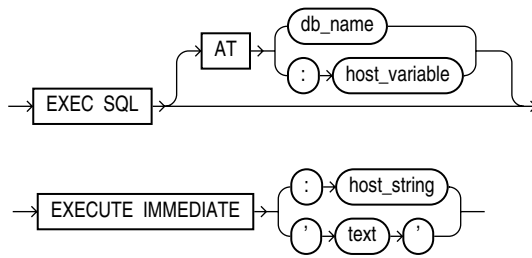 db_name
AT
: host_variable
EXEC SQL
: host_string
EXECUTE IMMEDIATE
' text '